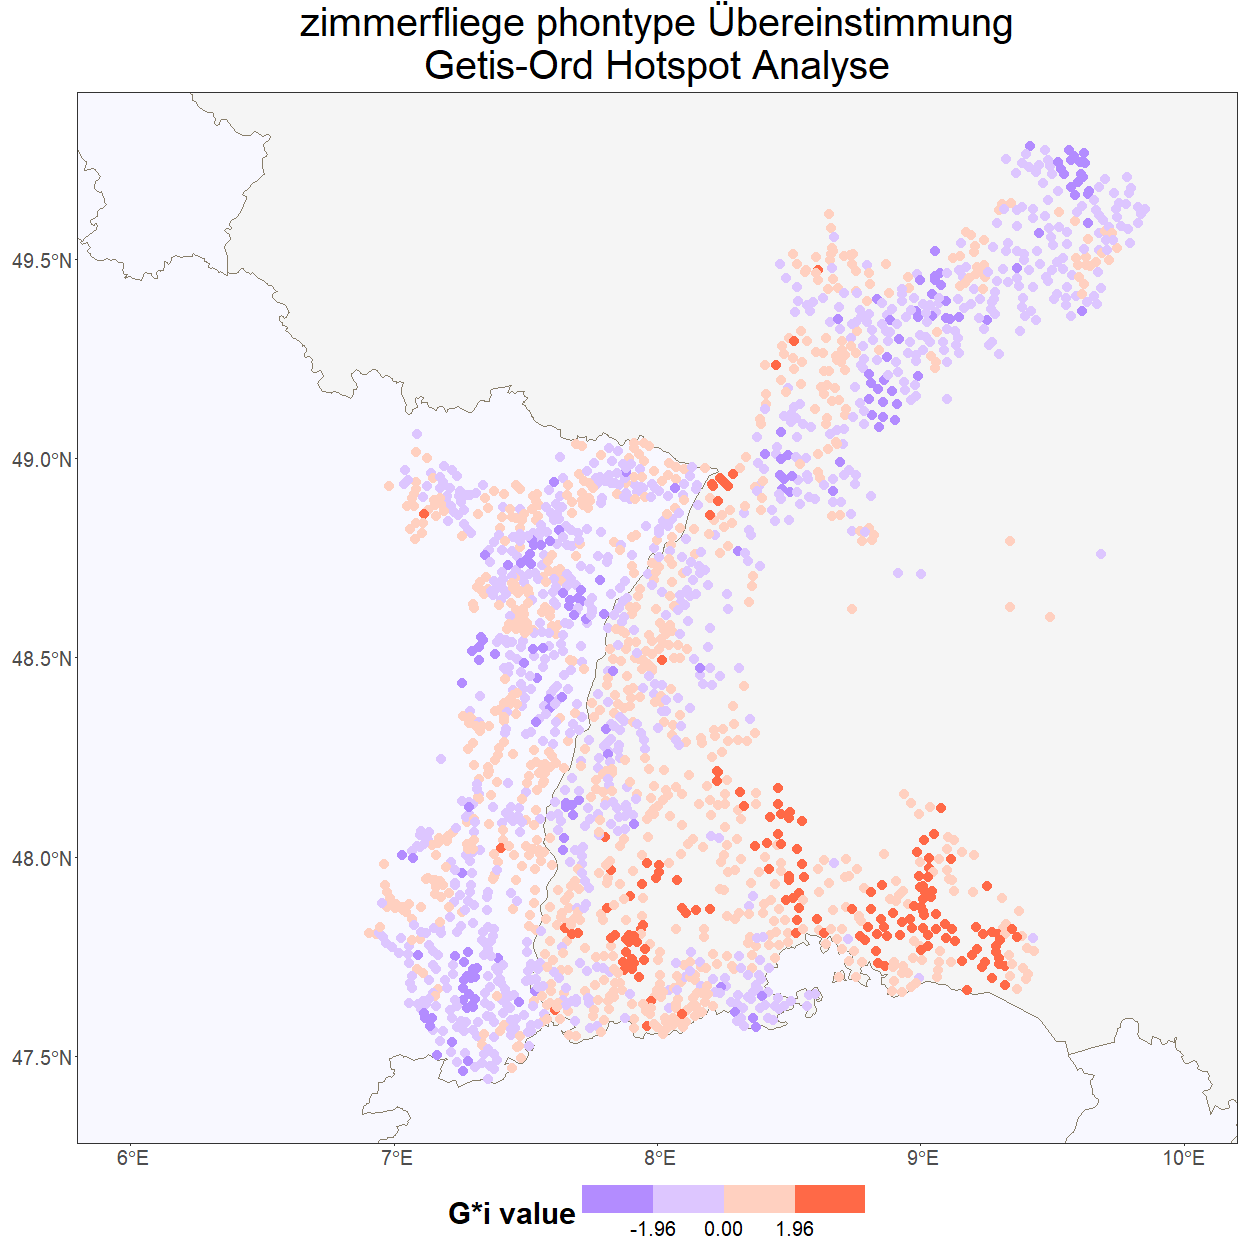 zimmerfliege phontype Übereinstimmung
Getis-Ord Hotspot Analyse
49.5°N
49.0°N
48.5°N
48.0°N
47.5°N
6°E 7°E 8°E 9°E 10°E
G*i value
-1.96 0.00 1.96